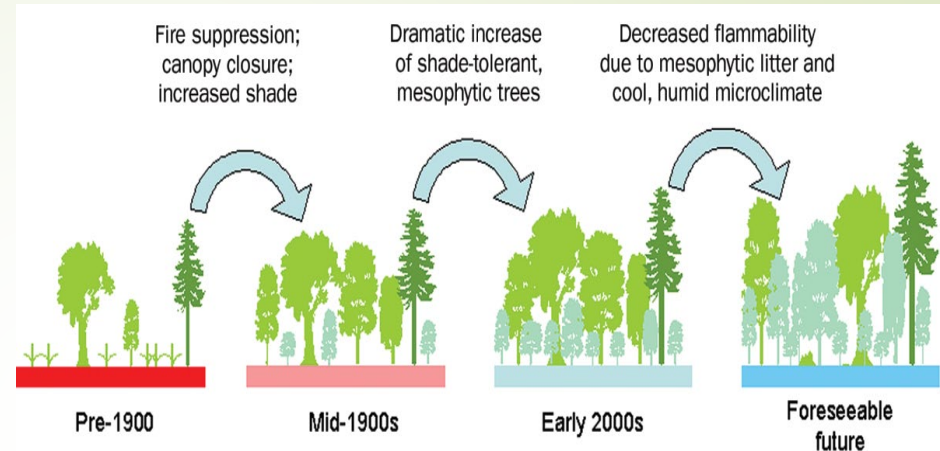 Fire suppression;
canopy closure;
increased shade
Dramatic increase
of shade-tolerant,
mesophytic trees
Decreased flammability
due to mesophytic litter and
cool, humid microclimate
Pre-1900
Mid-1900s
Early 2000s
Foreseeable
future